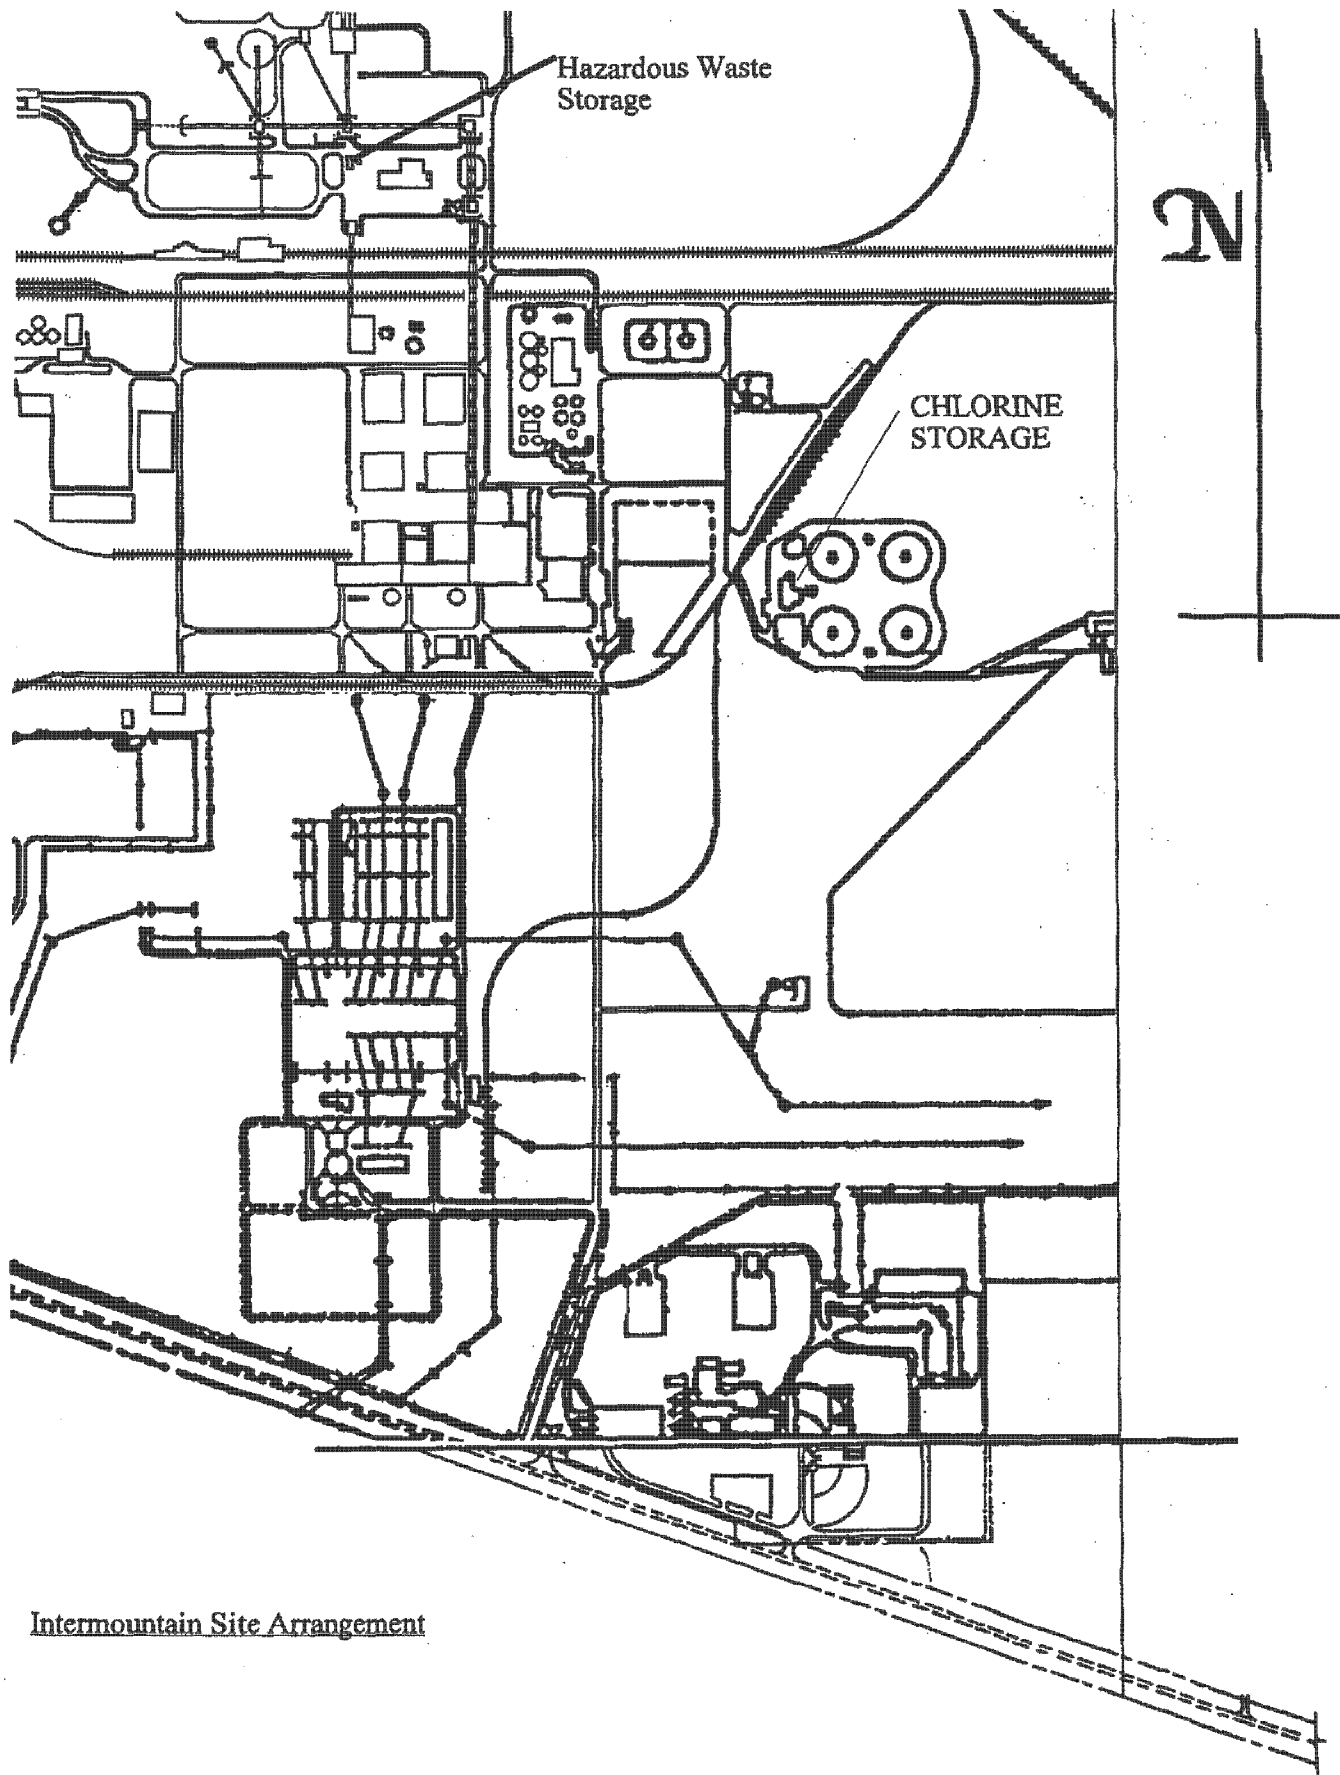 Hazardous Waste
Storage
N
CHLORINE
STORAGE
Intermountain Site Arrangement